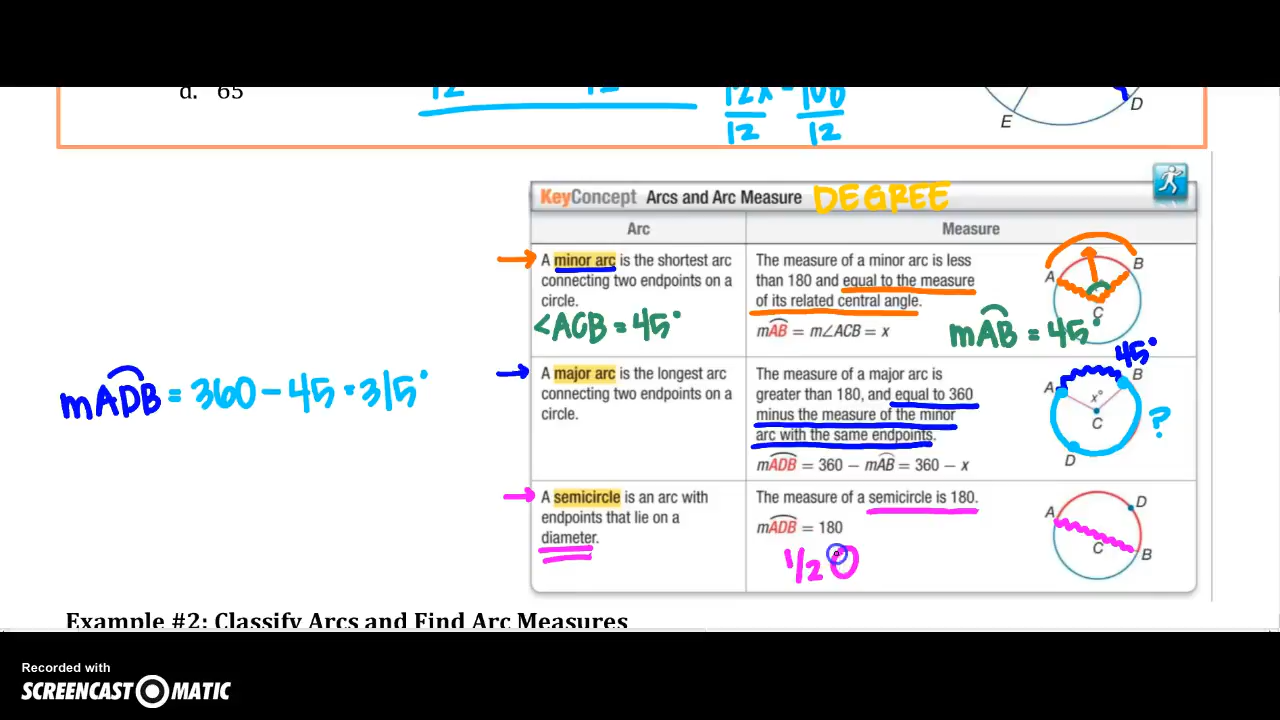 d. 65
12 12 12x = 108
12 12
E
D
KeyConcept Arcs and Arc Measure DEGREE
Arc Measure
A minor arc is the shortest arc
connecting two endpoints on a
circle.
∠ACB = 45°
The measure of a minor arc is less
than 180 and equal to the measure
of its related central angle.
mAB = m∠ACB = x
mAB = 45°
A B
C
A major arc is the longest arc
connecting two endpoints on a
circle.
The measure of a major arc is
greater than 180, and equal to 360
minus the measure of the minor
arc with the same endpoints.
mADB = 360 − mAB = 360 − x
45°
A B
x°
C
?
D
mADB = 360 - 45 = 315°
A semicircle is an arc with
endpoints that lie on a
diameter.
The measure of a semicircle is 180.
mADB = 180
1/2
A D
C B
Example #2: Classify Arcs and Find Arc Measures
Recorded with
SCREENCAST MATIC